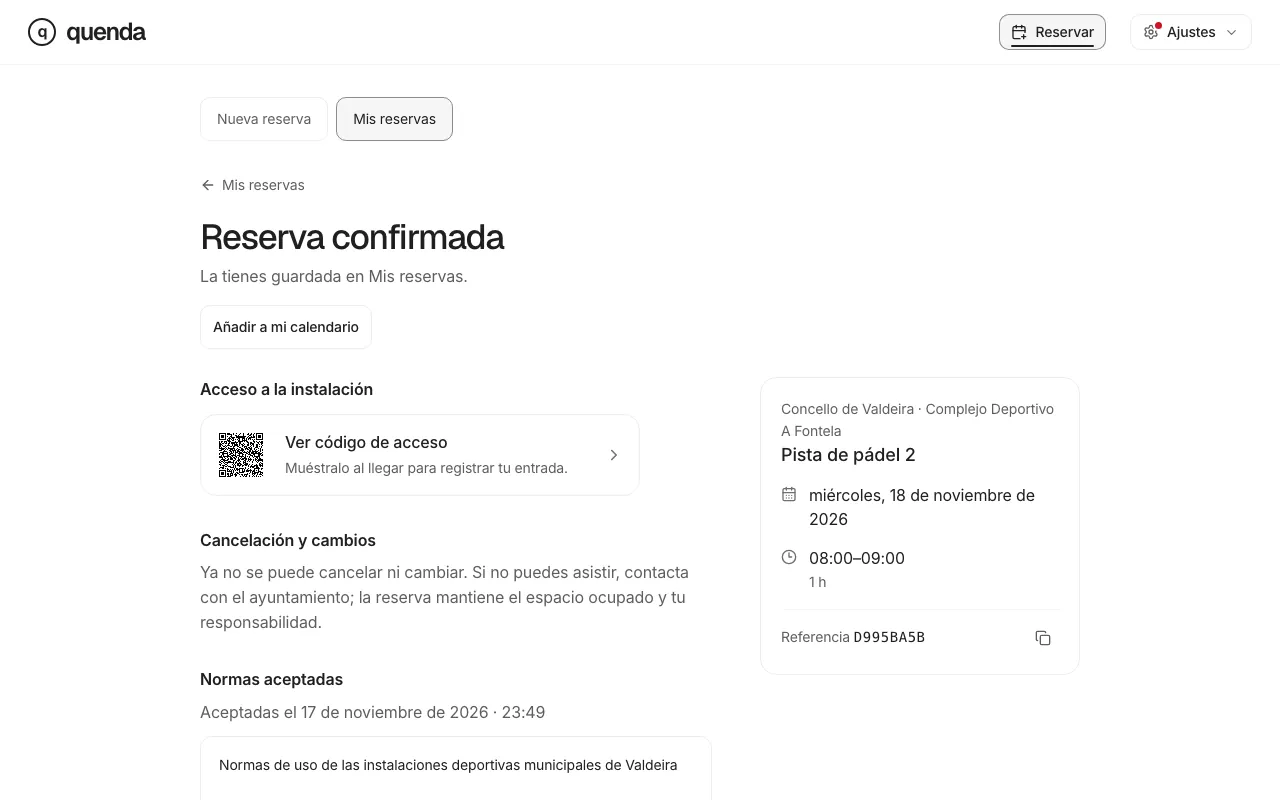 q quenda
Reservar
Ajustes
Nueva reserva
Mis reservas
Mis reservas
Reserva confirmada
La tienes guardada en Mis reservas.
Añadir a mi calendario
Acceso a la instalación
Ver código de acceso
Muéstralo al llegar para registrar tu entrada.
Cancelación y cambios
Ya no se puede cancelar ni cambiar. Si no puedes asistir, contacta
con el ayuntamiento; la reserva mantiene el espacio ocupado y tu
responsabilidad.
Normas aceptadas
Aceptadas el 17 de noviembre de 2026 · 23:49
Normas de uso de las instalaciones deportivas municipales de Valdeira
Concello de Valdeira · Complejo Deportivo
A Fontela
Pista de pádel 2
miércoles, 18 de noviembre de
2026
08:00–09:00
1 h
Referencia D995BA5B